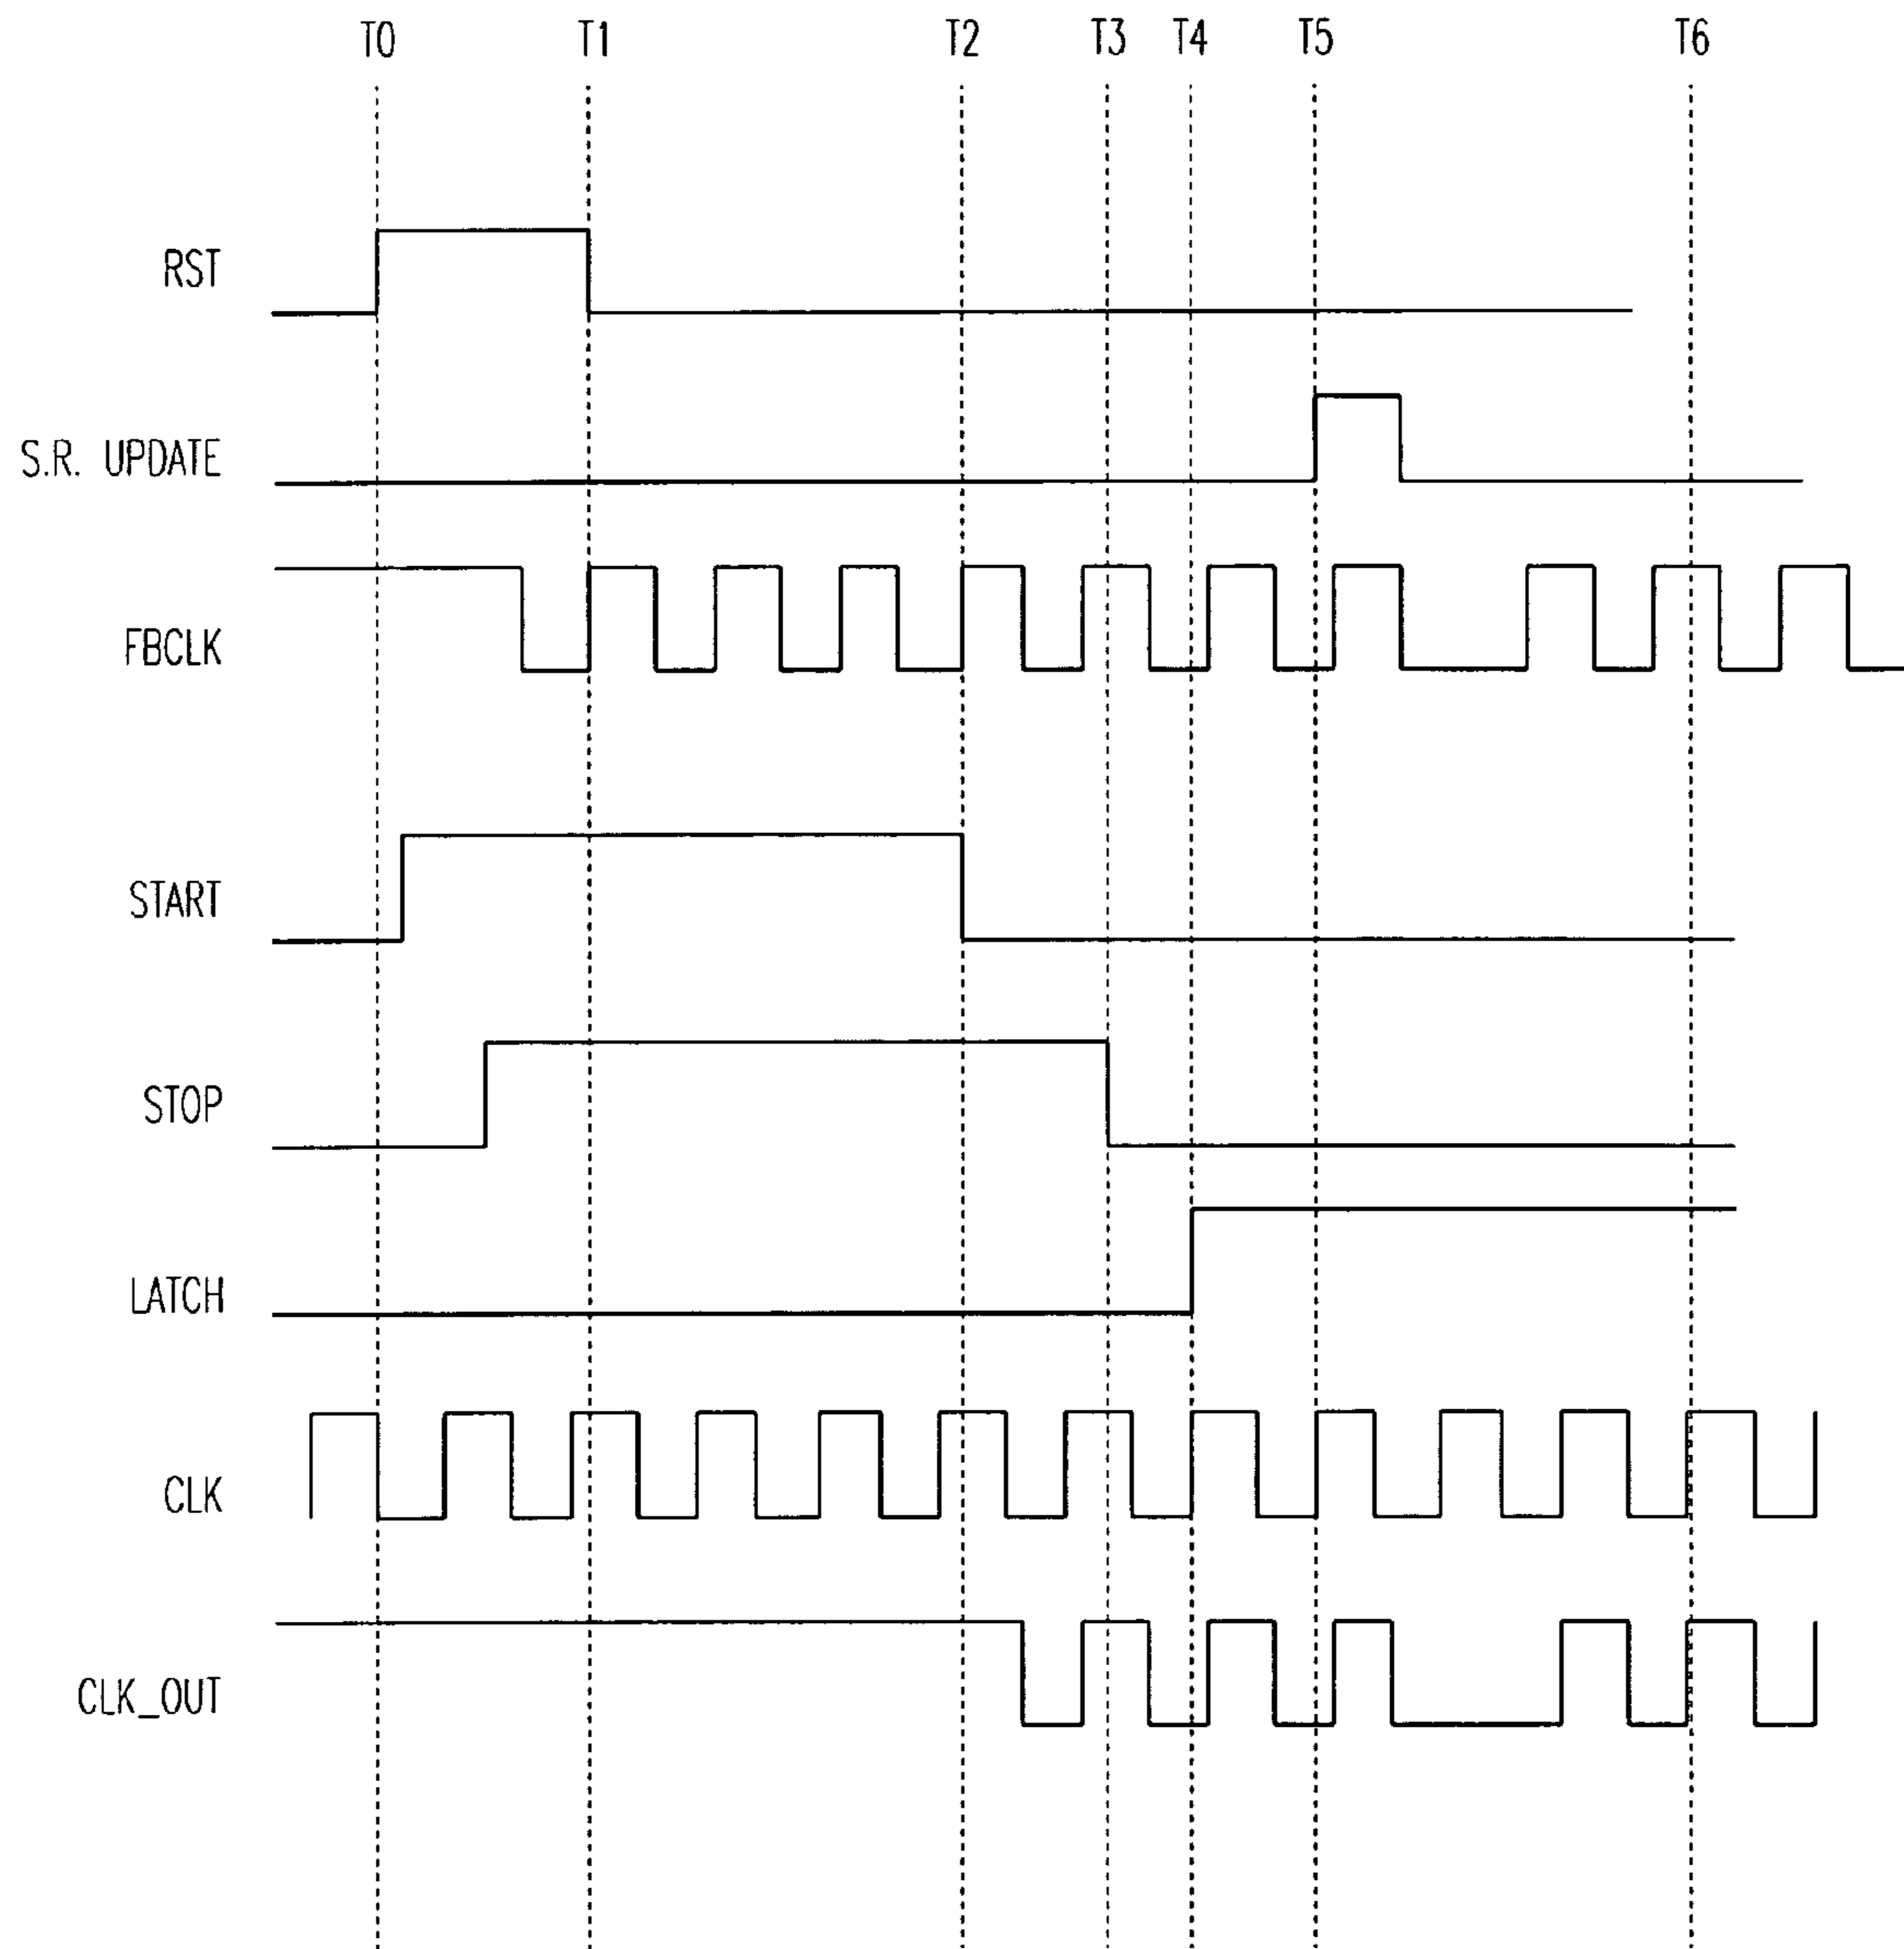 T0 T1 T2 T3 T4 T5 T6
RST
S.R. UPDATE
FBCLK
START
STOP
LATCH
CLK
CLK_OUT